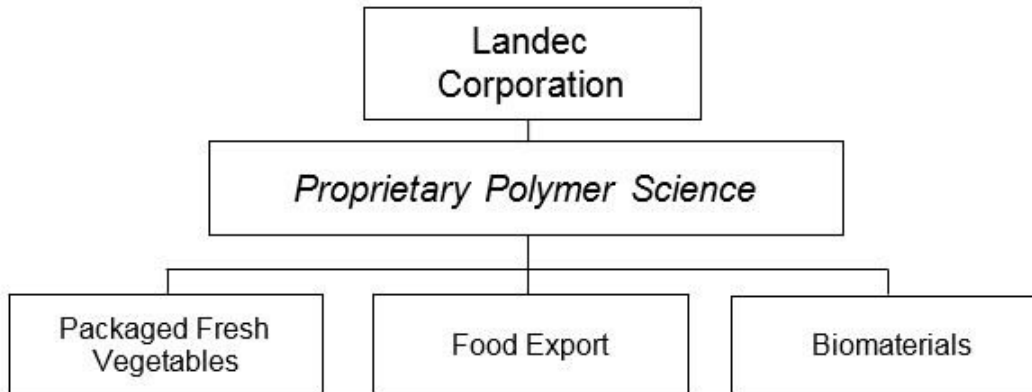 Landec
Corporation
Proprietary Polymer Science
Packaged Fresh
Vegetables
Food Export
Biomaterials